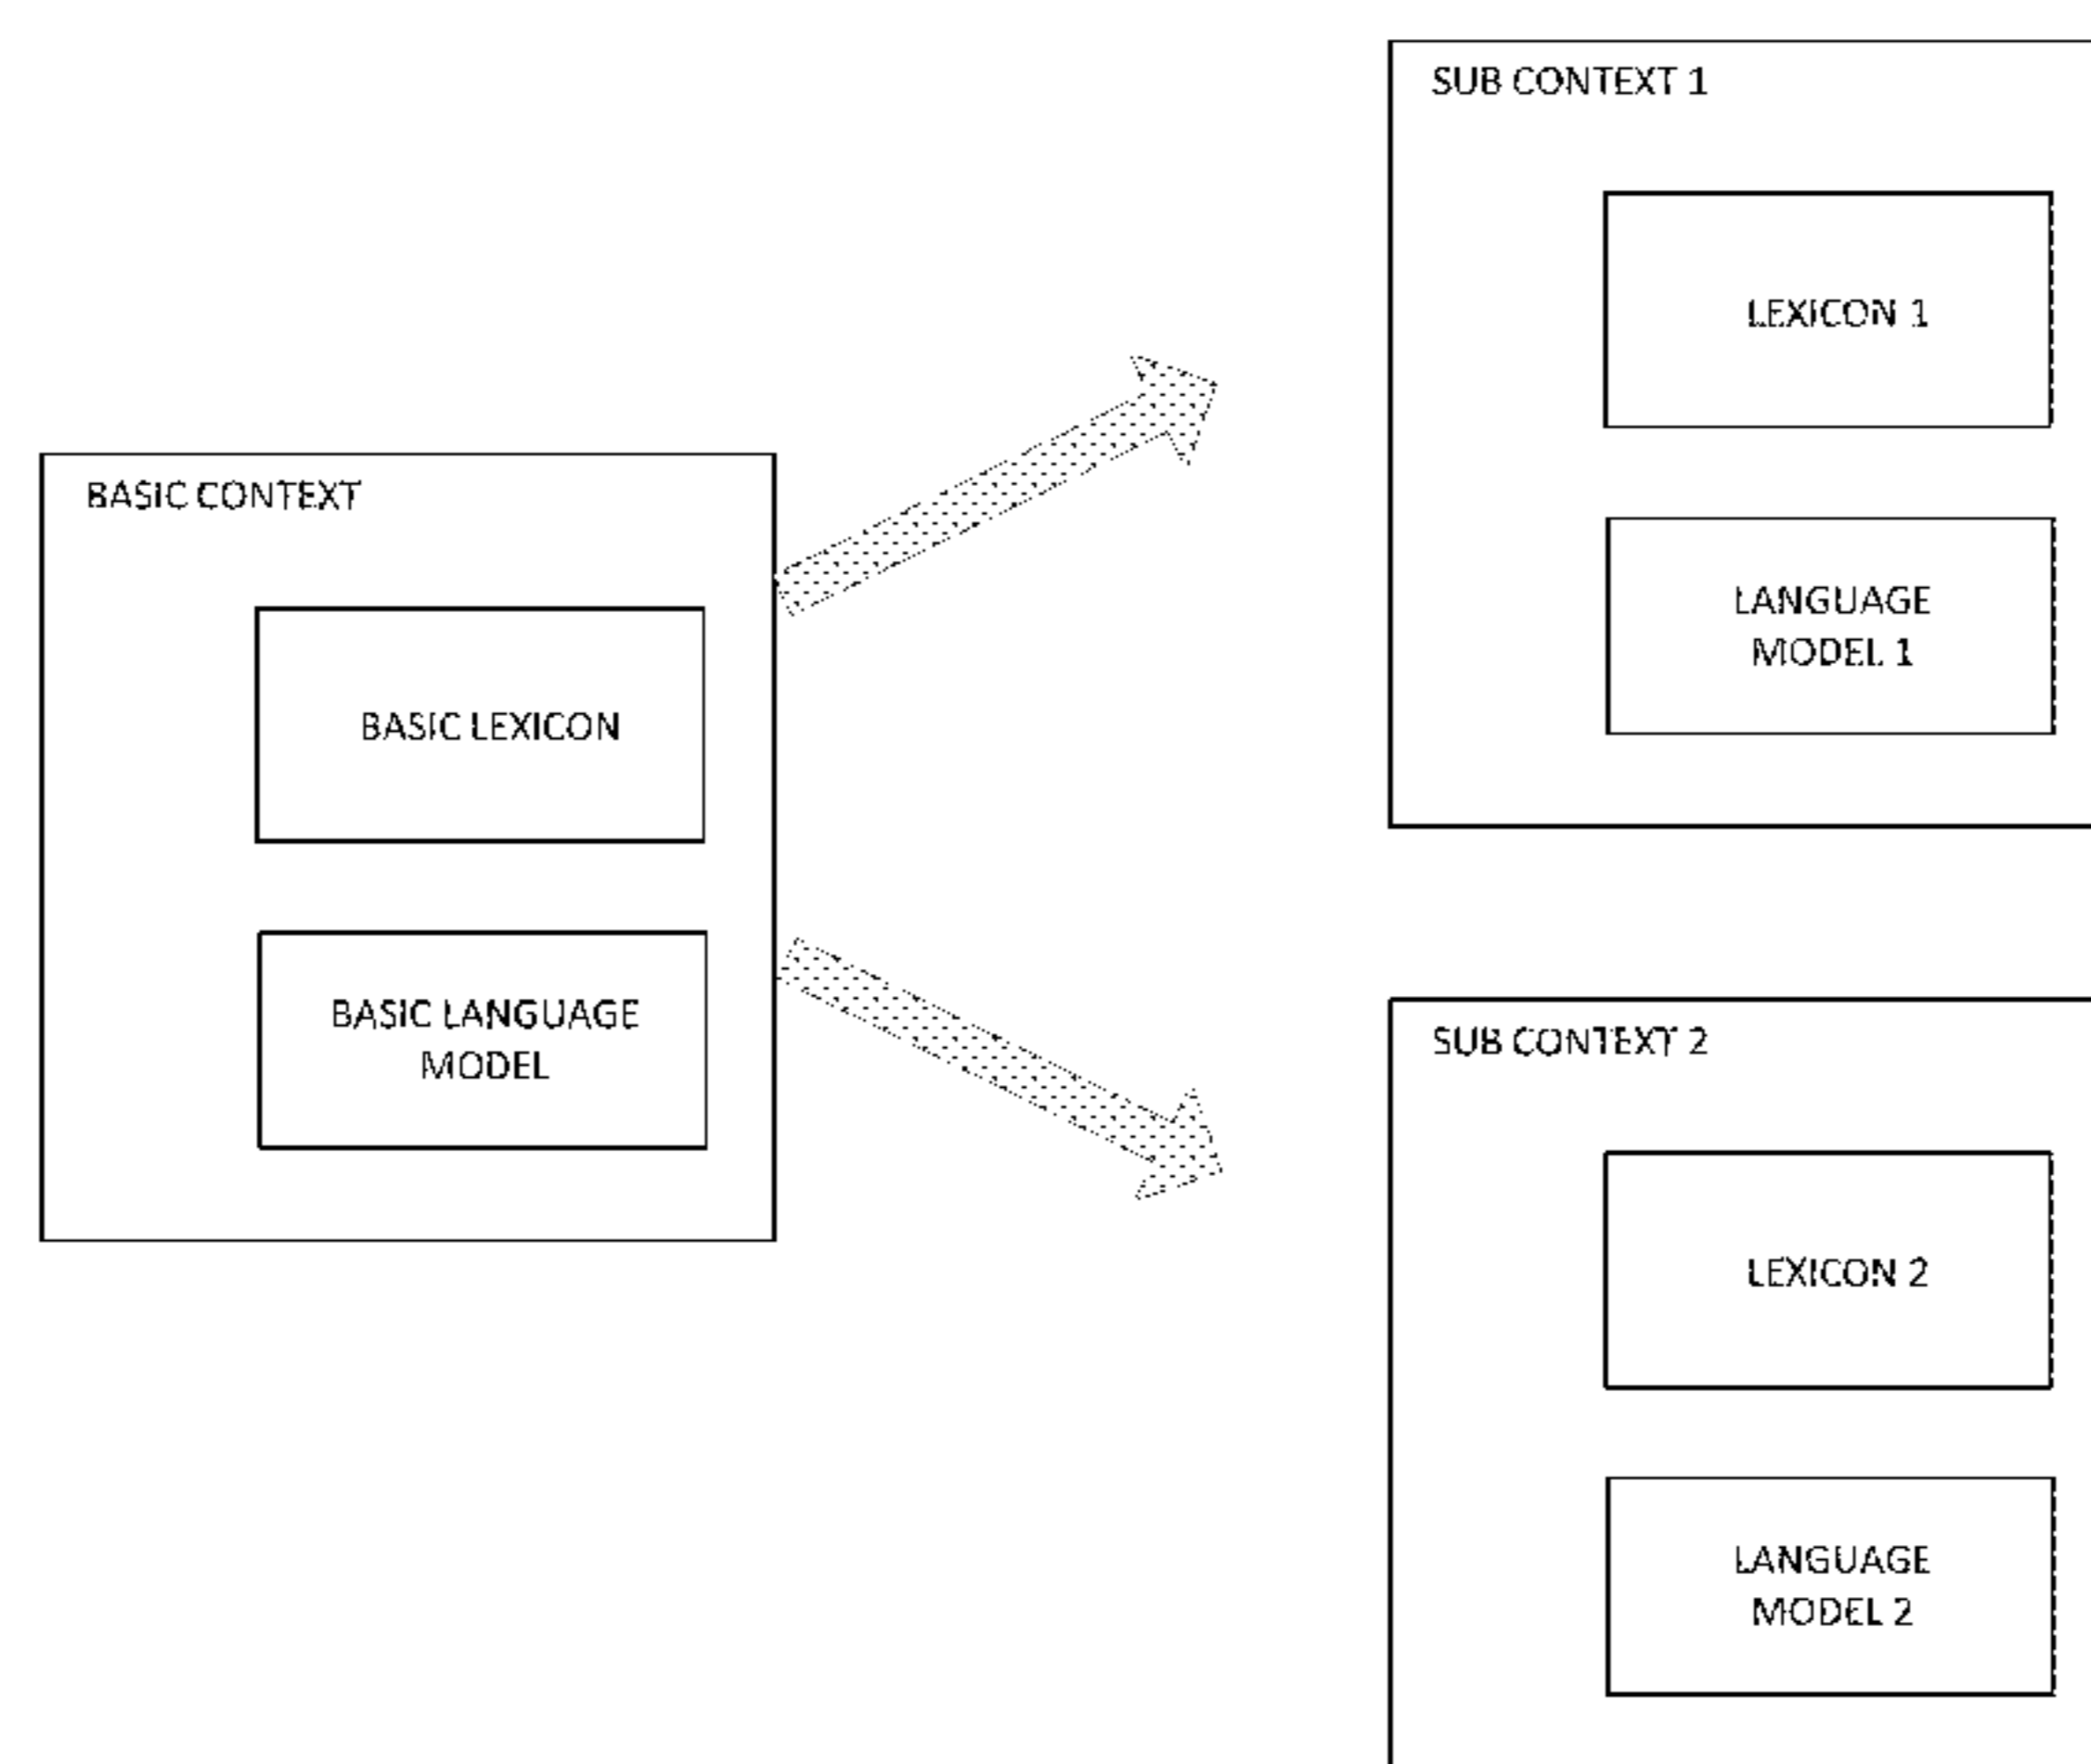 BASIC CONTEXT
BASIC LEXICON
BASIC LANGUAGE
MODEL
SUB CONTEXT 1
LEXICON 1
LANGUAGE
MODEL 1
SUB CONTEXT 2
LEXICON 2
LANGUAGE
MODEL 2